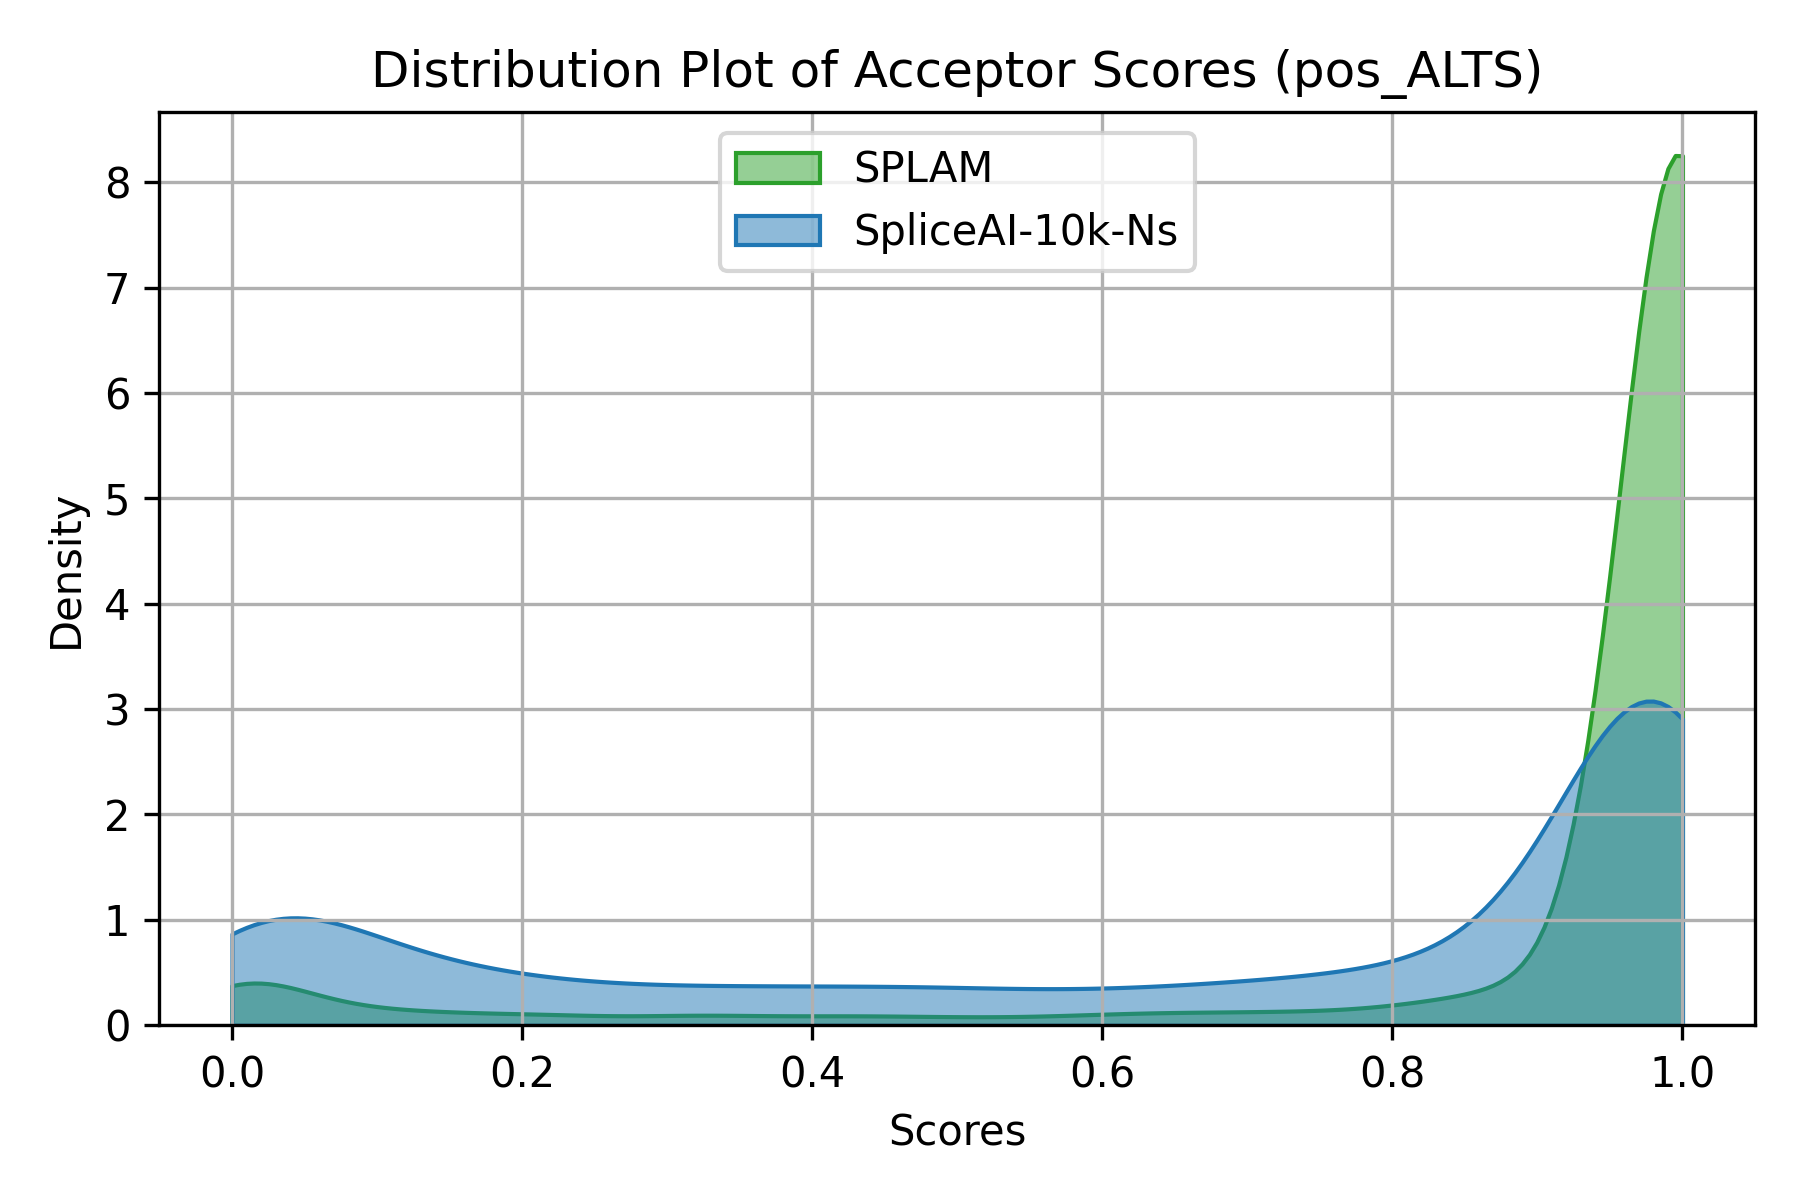 Distribution Plot of Acceptor Scores (pos_ALTS)
SPLAM
SpliceAI-10k-Ns
8
7
6
5
4
3
2
1
0
Density
0.0 0.2 0.4 0.6 0.8 1.0
Scores